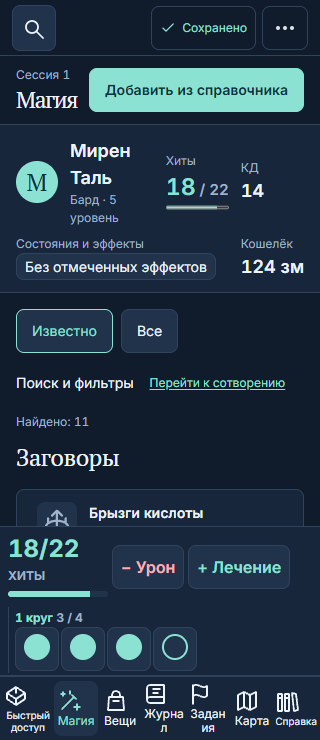 Сохранено
Сессия 1
Магия
Добавить из справочника
М
Мирен
Таль
Бард · 5
уровень
Хиты
18 / 22
КД
14
Состояния и эффекты
Без отмеченных эффектов
Кошелёк
124 зм
Известно
Все
Поиск и фильтры
Перейти к сотворению
Найдено: 11
Заговоры
Брызги кислоты
18/22
ХИТЫ
− Урон
+ Лечение
1 круг 3 / 4
Быстрый
доступ
Магия
Вещи
Журна
л
Задан
ия
Карта
Справка